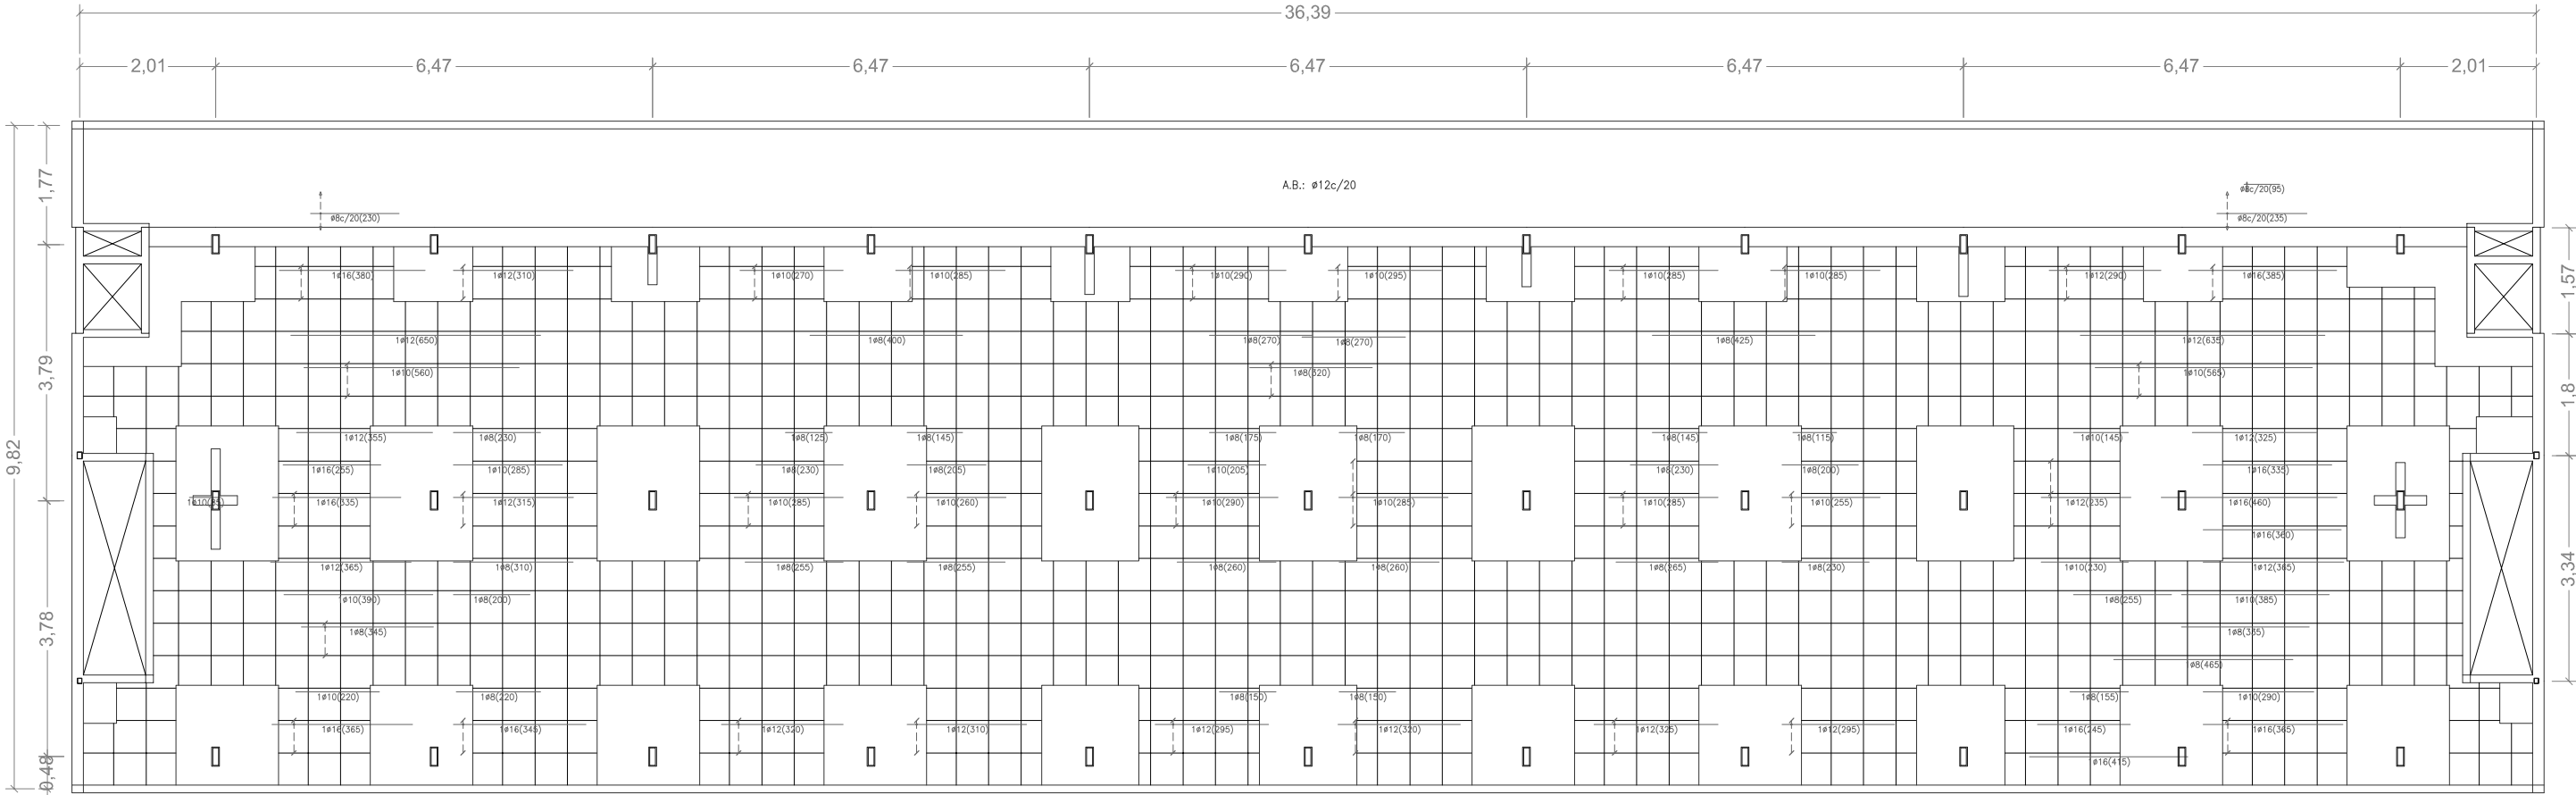 36,39
2,01 6,47 6,47 6,47 6,47 6,47 2,01
1,77
A.B.: ø12c/20
ø8c/20(95)
ø8c/20(230)
ø8c/20(235)
1ø16(380) 1ø12(310) 1ø10(270) 1ø10(285) 1ø10(290) 1ø10(295) 1ø10(285) 1ø10(285) 1ø12(290) 1ø16(385)
1,57
1ø12(650) 1ø8(400) 1ø8(270) 1ø8(270) 1ø8(425) 1ø12(635)
3,79
1ø10(560) 1ø8(320) 1ø10(565)
1,8
1ø12(355) 1ø8(230) 1ø8(125) 1ø8(145) 1ø8(175) 1ø8(170) 1ø8(145) 1ø8(115) 1ø10(145) 1ø12(325)
9,82
1ø16(255) 1ø10(285) 1ø8(230) 1ø8(205) 1ø10(205) 1ø8(230) 1ø8(200) 1ø16(335)
1ø16(335) 1ø12(315) 1ø10(285) 1ø10(260) 1ø10(290) 1ø10(285) 1ø10(285) 1ø10(255) 1ø12(235) 1ø16(460)
1ø16(360)
1ø12(365) 1ø8(310) 1ø8(255) 1ø8(255) 1ø8(260) 1ø8(260) 1ø8(265) 1ø8(230) 1ø10(230) 1ø12(365)
3,34
1ø10(390) 1ø8(200) 1ø8(255) 1ø10(385)
3,78
1ø8(345) 1ø8(335)
1ø8(465)
1ø10(220) 1ø8(220) 1ø8(150) 1ø8(150) 1ø8(155) 1ø10(290)
1ø16(365) 1ø16(345) 1ø12(320) 1ø12(310) 1ø12(295) 1ø12(320) 1ø12(325) 1ø12(295) 1ø16(245) 1ø16(365)
1ø16(415)
0,48